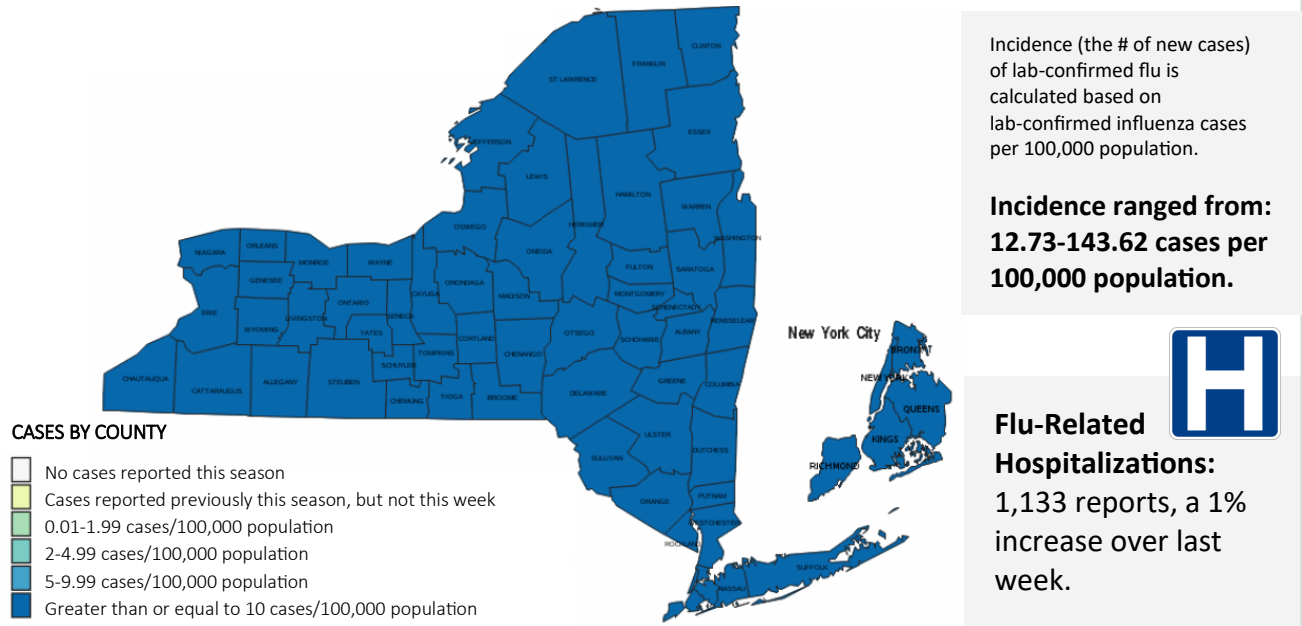 CLINTON
FRANKLIN
ST LAWRENCE
ESSEX
JEFFERSON
LEWIS
HAMILTON
WARREN
HERKIMER
OSWEGO
WASHINGTON
ORLEANS
NIAGARA
MONROE
WAYNE
ONEIDA
FULTON
SARATOGA
GENESEE
ONONDAGA
CAYUGA
MADISON
MONTGOMERY
ONTARIO
SCHENECTADY
ERIE
LIVINGSTON
SENECA
RENSSELAER
WYOMING
YATES
OTSEGO
ALBANY
CORTLAND
SCHOHARIE
TOMPKINS
CHENANGO
SCHUYLER
CHAUTAUQUA
CATTARAUGUS
ALLEGANY
STEUBEN
GREENE
COLUMBIA
CHEMUNG
TIOGA
BROOME
DELAWARE
ULSTER
DUTCHESS
SULLIVAN
ORANGE
PUTNAM
WESTCHESTER
ROCKLAND
SUFFOLK
NASSAU
New York City
BRONX
NEW YORK
QUEENS
KINGS
RICHMOND
CASES BY COUNTY
No cases reported this season
Cases reported previously this season, but not this week
0.01-1.99 cases/100,000 population
2-4.99 cases/100,000 population
5-9.99 cases/100,000 population
Greater than or equal to 10 cases/100,000 population
Incidence (the # of new cases)
of lab-confirmed flu is
calculated based on
lab-confirmed influenza cases
per 100,000 population.
Incidence ranged from:
12.73-143.62 cases per
100,000 population.
H
Flu-Related
Hospitalizations:
1,133 reports, a 1%
increase over last
week.